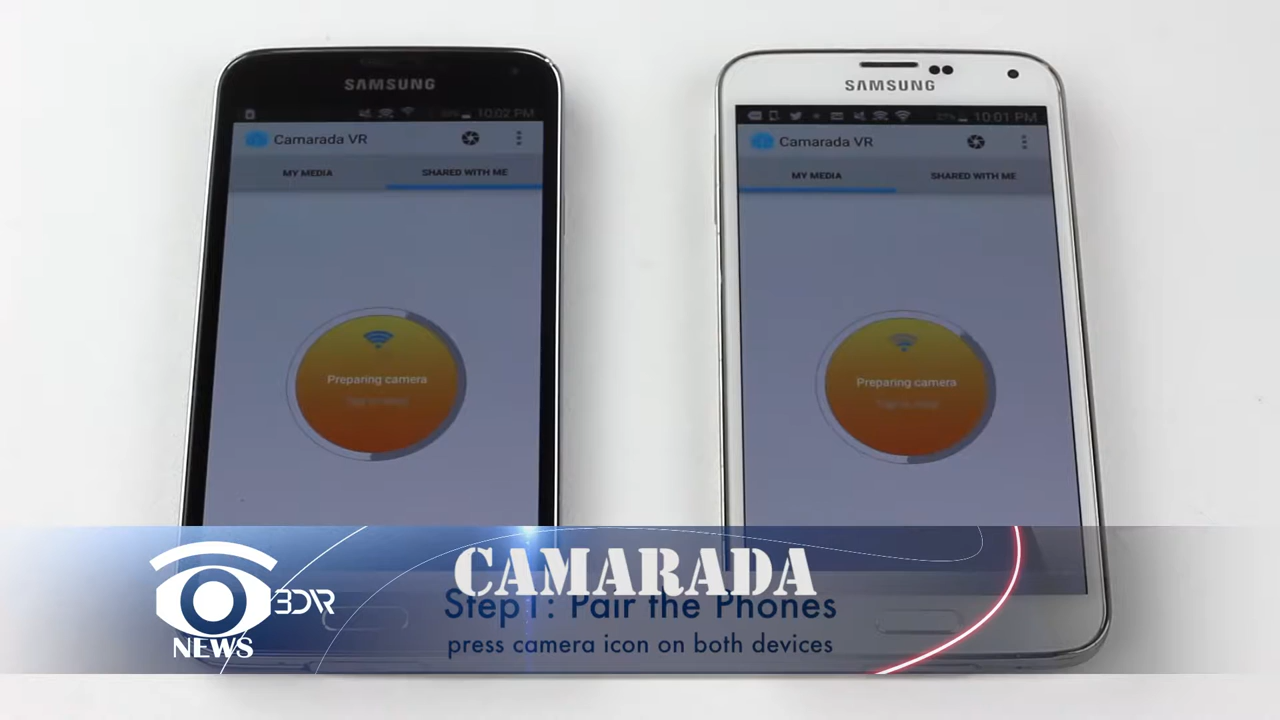 SAMSUNG
10:02 PM
Camarada VR
MY MEDIA
SHARED WITH ME
Preparing camera
SAMSUNG
10:01 PM
Camarada VR
MY MEDIA
SHARED WITH ME
Preparing camera
CAMARADA
Step1: Pair the Phones
press camera icon on both devices
NEWS